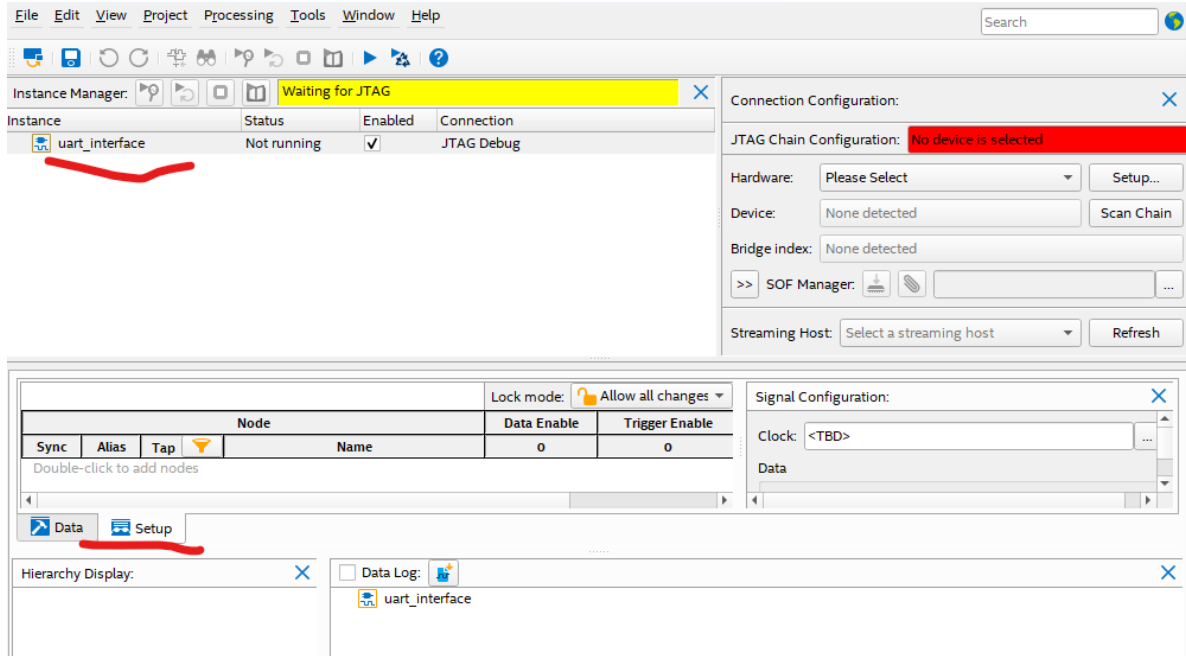 File Edit View Project Processing Tools Window Help
Search
Instance Manager: Waiting for JTAG
Instance Status Enabled Connection
uart_interface Not running JTAG Debug
Connection Configuration:
JTAG Chain Configuration: No device is selected
Hardware: Please Select Setup...
Device: None detected Scan Chain
Bridge index: None detected
>> SOF Manager: ...
Streaming Host: Select a streaming host Refresh
Lock mode: Allow all changes
Node Data Enable Trigger Enable
Sync Alias Tap Name 0 0
Double-click to add nodes
Signal Configuration:
Clock: <TBD> ...
Data
Data Setup
Hierarchy Display:
Data Log:
uart_interface